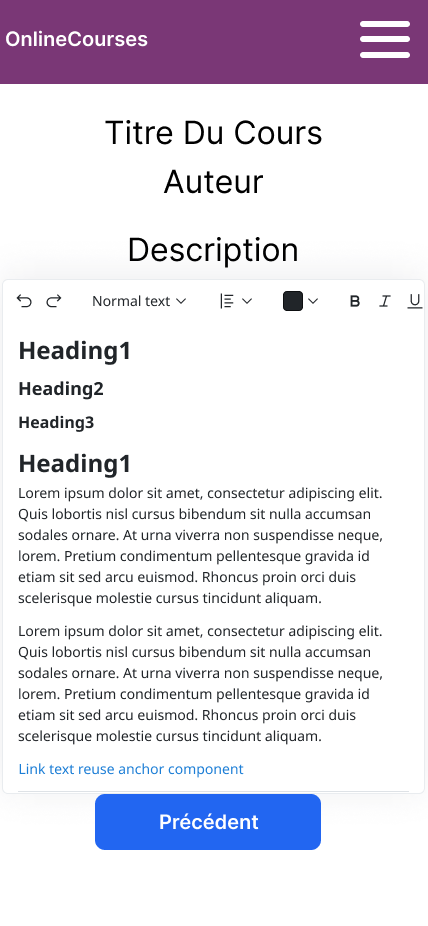 OnlineCourses
Titre Du Cours
Auteur
Description
Normal text
B I U
Heading1
Heading2
Heading3
Heading1
Lorem ipsum dolor sit amet, consectetur adipiscing elit.
Quis lobortis nisl cursus bibendum sit nulla accumsan
sodales ornare. At urna viverra non suspendisse neque,
lorem. Pretium condimentum pellentesque gravida id
etiam sit sed arcu euismod. Rhoncus proin orci duis
scelerisque molestie cursus tincidunt aliquam.
Lorem ipsum dolor sit amet, consectetur adipiscing elit.
Quis lobortis nisl cursus bibendum sit nulla accumsan
sodales ornare. At urna viverra non suspendisse neque,
lorem. Pretium condimentum pellentesque gravida id
etiam sit sed arcu euismod. Rhoncus proin orci duis
scelerisque molestie cursus tincidunt aliquam.
Link text reuse anchor component
Précédent